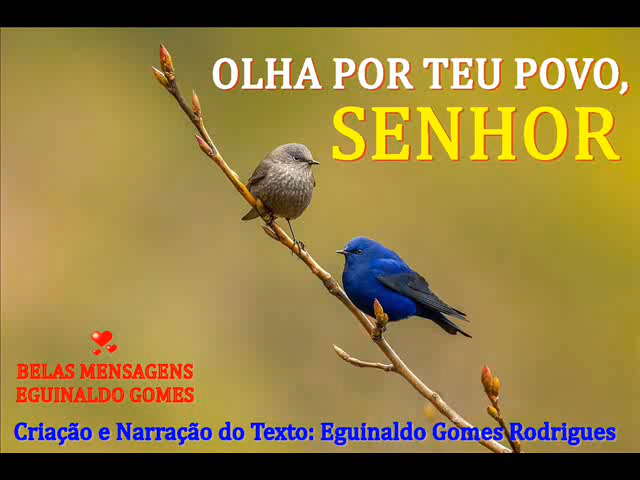 OLHA POR TEU POVO,
SENHOR
BELAS MENSAGENS
EGUINALDO GOMES
Criação e Narração do Texto: Eguinaldo Gomes Rodrigues